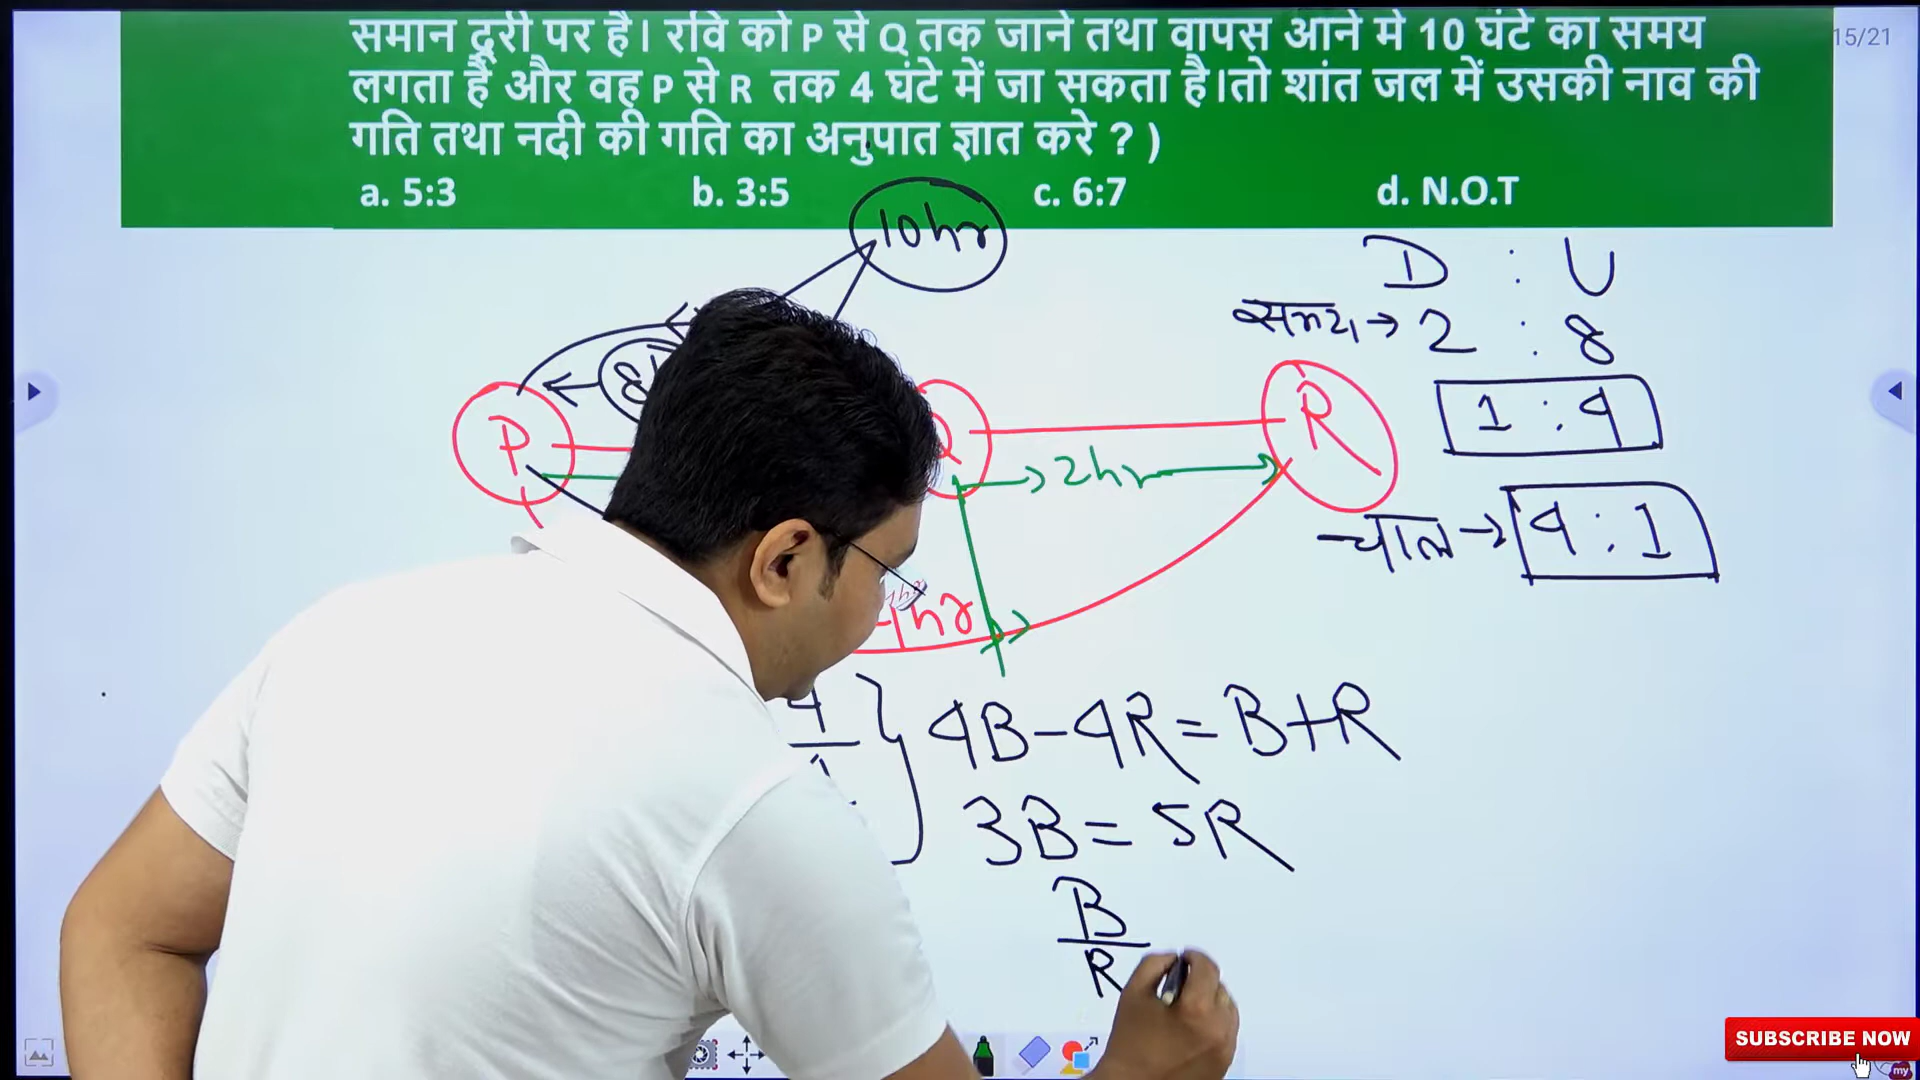 समान दूरी पर है। रवि को P से Q तक जाने तथा वापस आने मे 10 घंटे का समय
लगता है और वह P से R तक 4 घंटे में जा सकता है।तो शांत जल में उसकी नाव की
गति तथा नदी की गति का अनुपात ज्ञात करे ? )
a. 5:3 b. 3:5 c. 6:7 d. N.O.T
15/21
10hr
D : U
समय → 2 : 8
1 : 4
चाल → 4 : 1
8
P
R
2hr
hr
4B-4R=B+R
3B=5R
B
R
SUBSCRIBE NOW
my